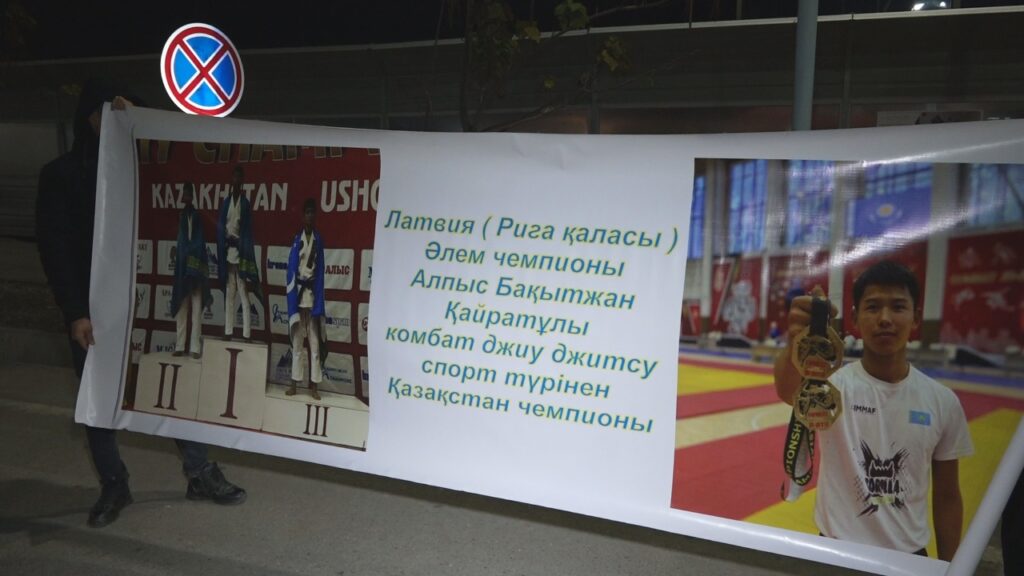 KAZAKHSTAN USHO
II
I
III
Латвия ( Рига қаласы )
Әлем чемпионы
Алпыс Бақытжан
Қайратұлы
комбат джиу джитсу
спорт түрінен
Қазақстан чемпионы
IMMAF